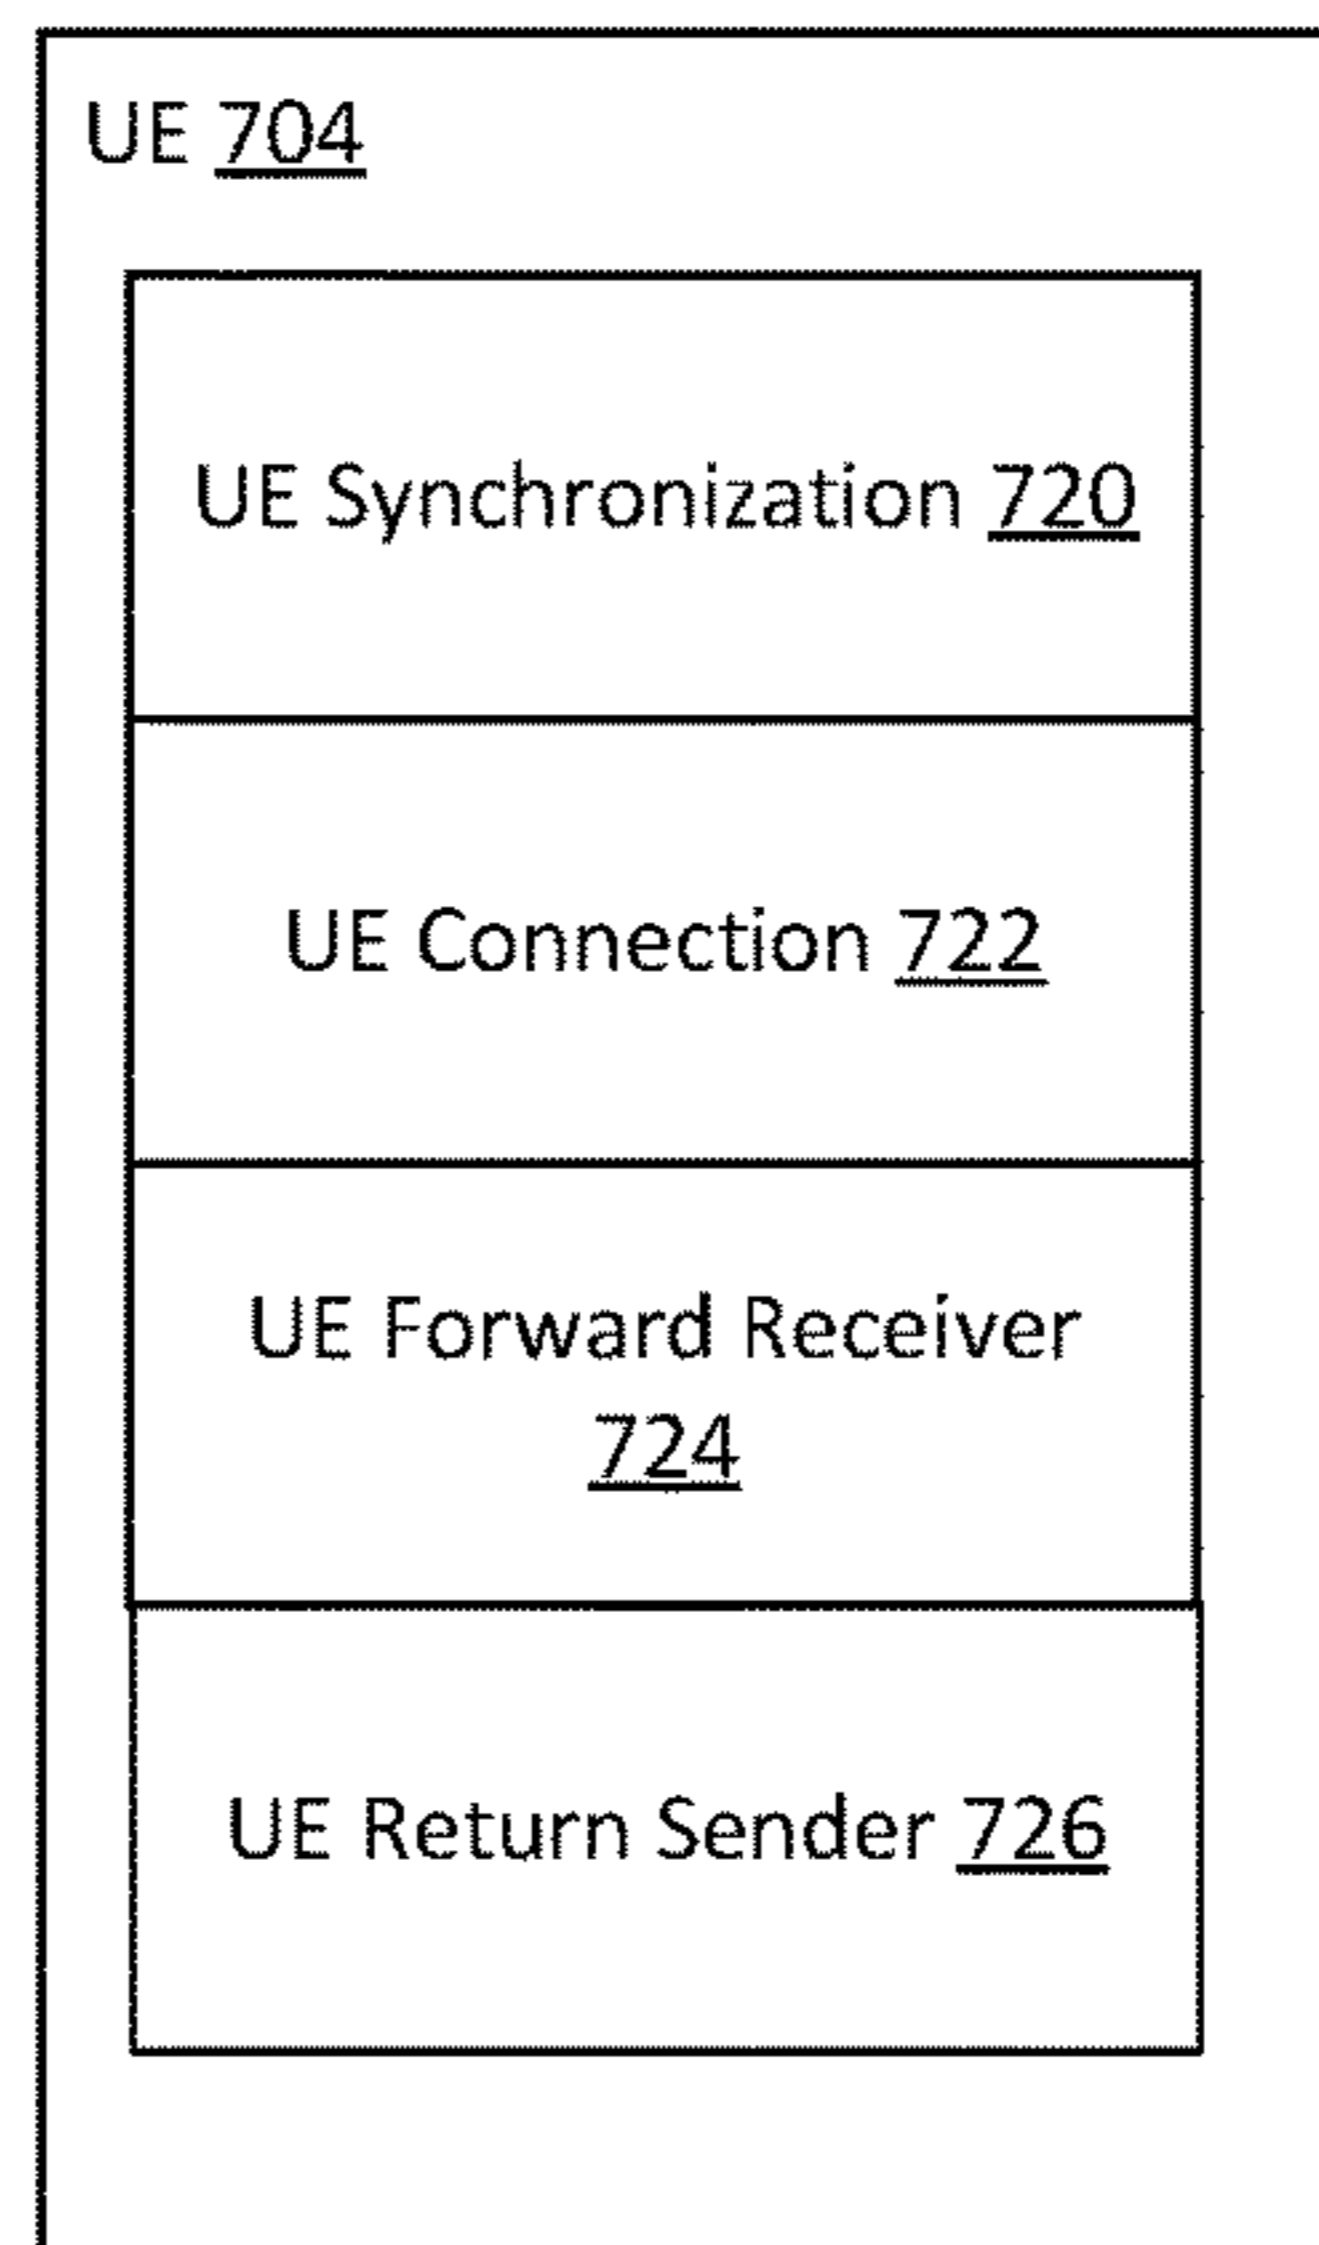 UE 704
UE Synchronization 720
UE Connection 722
UE Forward Receiver
724
UE Return Sender 726